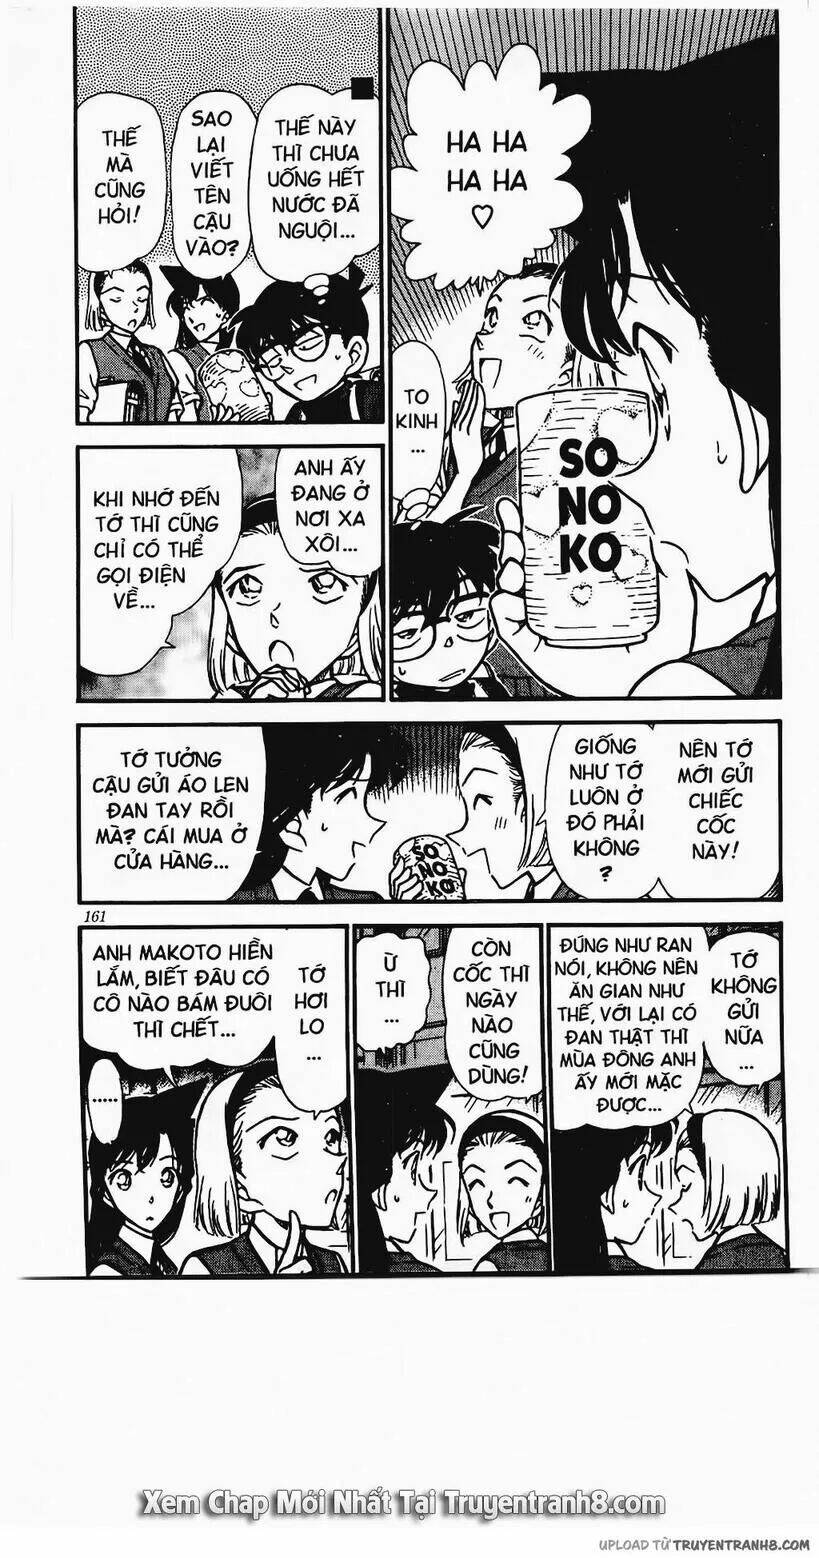 HA HA
HA HA
♡
TO
KINH
...
SO
NO
KO
THẾ NÀY
THÌ CHƯA
UỐNG HẾT
NƯỚC ĐÃ
NGUỘI...
SAO
LẠI
VIẾT
TÊN
CẬU
VÀO?
THẾ
MÀ
CŨNG
HỎI!
ANH ẤY
ĐANG Ở
NƠI XA
XÔI...
KHI NHỚ ĐẾN
TỚ THÌ CŨNG
CHỈ CÓ THỂ
GỌI ĐIỆN
VỀ...
NÊN TỚ
MỚI GỬI
CHIẾC
CỐC
NÀY!
GIỐNG
NHƯ TỚ
LUÔN Ở
ĐÓ PHẢI
KHÔNG
?
TỚ TƯỞNG
CẬU GỬI ÁO LEN
ĐAN TAY RỒI
MÀ? CÁI MUA Ở
CỬA HÀNG...
SO
NO
KO
161
TỚ
KHÔNG
GỬI
NỮA
...
ĐÚNG NHƯ RAN
NÓI, KHÔNG NÊN
ĂN GIAN NHƯ
THẾ, VỚI LẠI CÓ
ĐAN THẬT THÌ
MÙA ĐÔNG ANH
ẤY MỚI MẶC
ĐƯỢC...
CÒN
CỐC THÌ
NGÀY
NÀO
CŨNG
DÙNG!
Ừ
THÌ
...
TỚ
HƠI
LO
...
ANH MAKOTO HIỀN
LẮM, BIẾT ĐÂU CÓ
CÔ NÀO BÁM ĐUÔI
THÌ CHẾT...
......
Xem Chap Mới Nhất Tại Truyentranh8.com
UPLOAD TỪ TRUYENTRANH8.COM